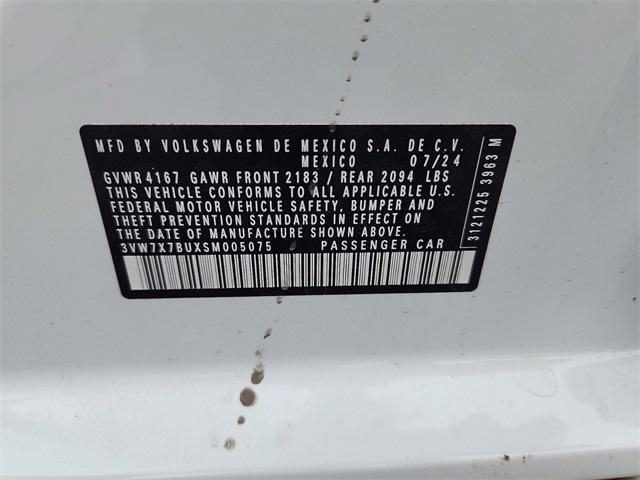 MFD BY VOLKSWAGEN DE MEXICO S.A. DE C.V.
MEXICO 07/24
GVWR 4167 GAWR FRONT 2183 / REAR 2094 LBS
THIS VEHICLE CONFORMS TO ALL APPLICABLE U.S.
FEDERAL MOTOR VEHICLE SAFETY, BUMPER AND
THEFT PREVENTION STANDARDS IN EFFECT ON
THE DATE OF MANUFACTURE SHOWN ABOVE.
3VW7X7BUXSM005075 PASSENGER CAR
3121225 3963 M